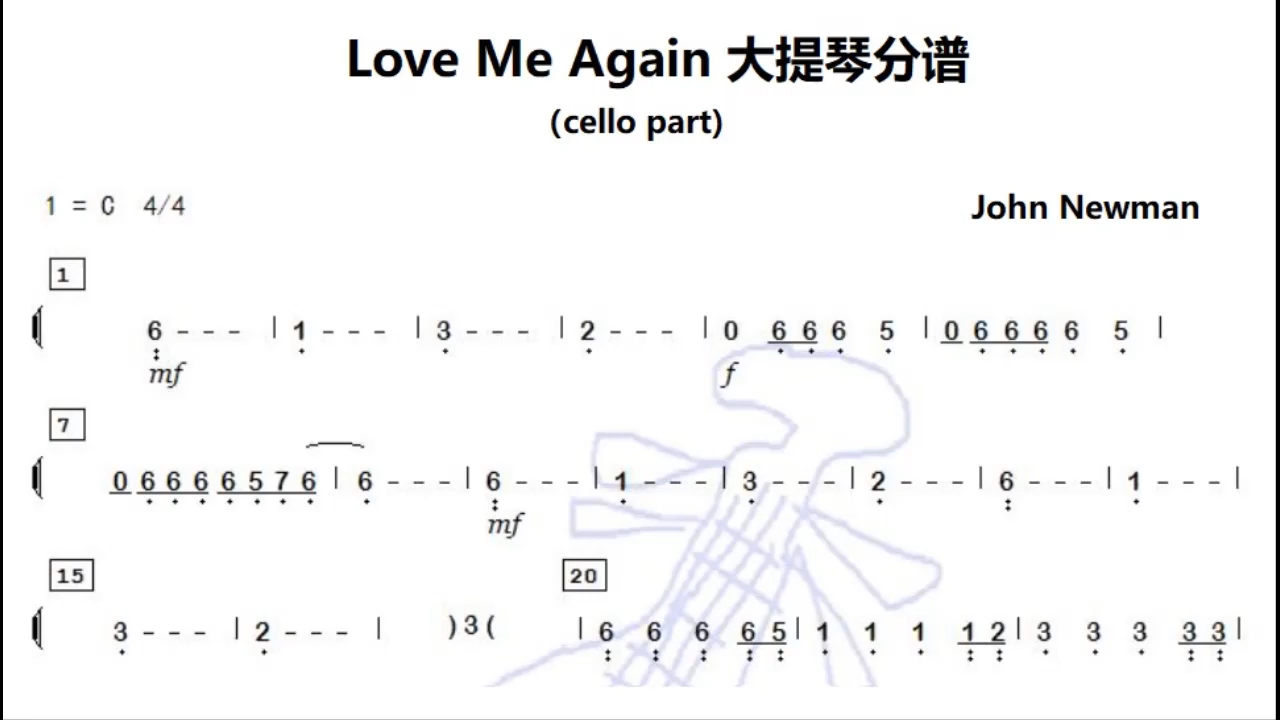 Love Me Again 大提琴分谱
(cello part)
1 = C 4/4
John Newman
1
6 - - - | 1 - - - | 3 - - - | 2 - - - | 0 6 6 6 5 | 0 6 6 6 6 5 |
mf f
7
0 6 6 6 6 5 7 6 | 6 - - - | 6 - - - | 1 - - - | 3 - - - | 2 - - - | 6 - - - | 1 - - - |
mf
15 20
3 - - - | 2 - - - | )3( | 6 6 6 6 5 | 1 1 1 1 2 | 3 3 3 3 3 |